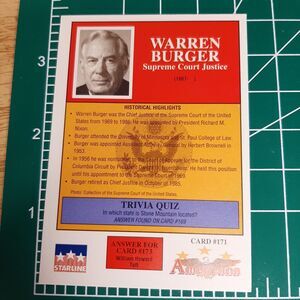 WARREN
BURGER
Supreme Court Justice
(1907- )
HISTORICAL HIGHLIGHTS
• Warren Burger was the Chief Justice of the Supreme Court of the United
States from 1969 to 1986. He was appointed by President Richard M.
Nixon.
• Burger attended the University of Minnesota and St. Paul College of Law.
• Burger was appointed Assistant Attorney General by Herbert Brownell in
1953.
• In 1956 he was nominated to the Court of Appeals for the District of
Columbia Circuit by President Dwight D. Eisenhower. He held this position
until his appointment to the Supreme Court in 1969.
• Burger retired as Chief Justice in October of 1985.
Photo: Collection of the Supreme Court of the United States
TRIVIA QUIZ
In which state is Stone Mountain located?
ANSWER FOUND ON CARD #169
STARLINE
ANSWER FOR
CARD #173
William Howard
Taft
CARD #171
Americana
3
2
1